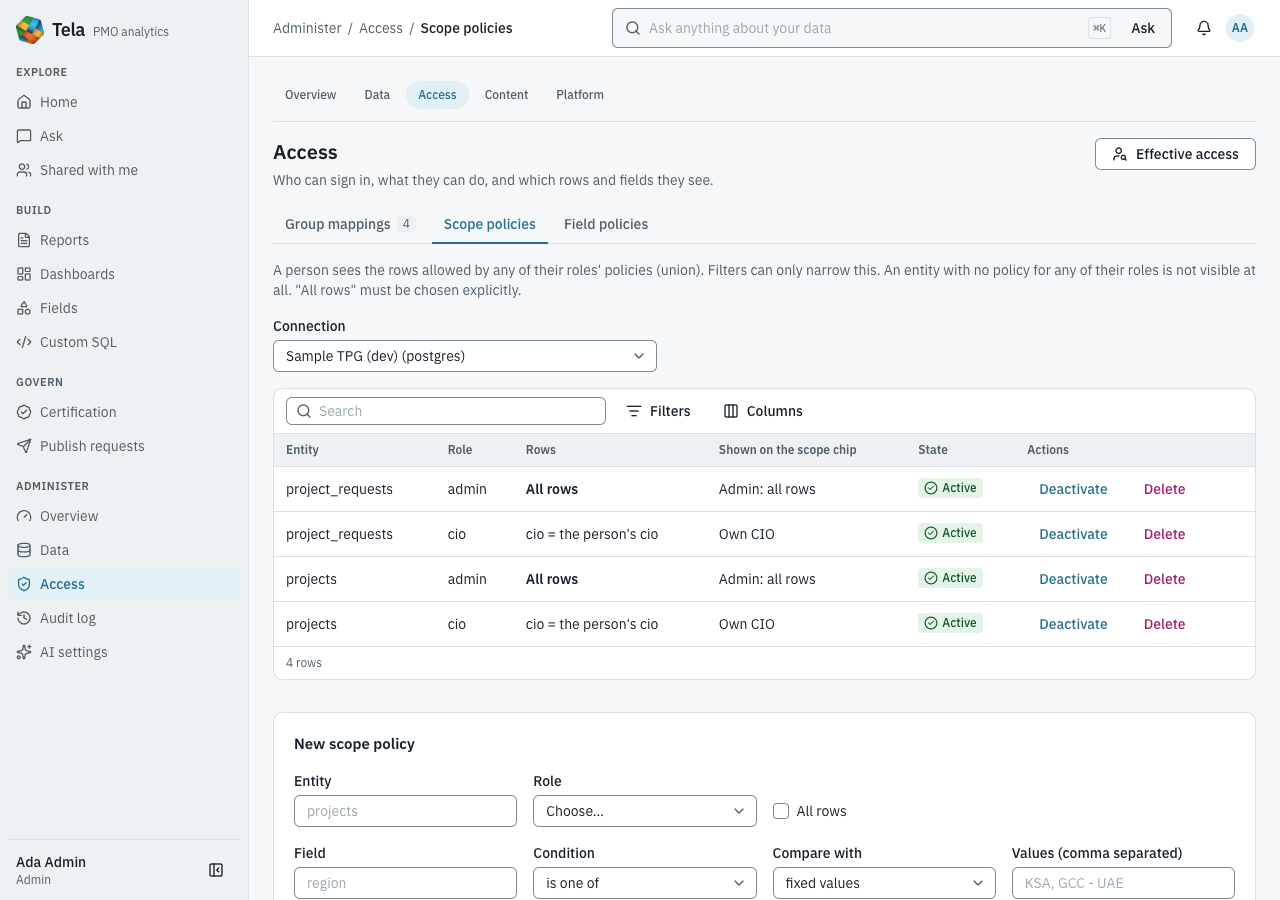 Tela PMO analytics
EXPLORE
Home
Ask
Shared with me
BUILD
Reports
Dashboards
Fields
Custom SQL
GOVERN
Certification
Publish requests
ADMINISTER
Overview
Data
Access
Audit log
AI settings
Ada Admin
Admin
Administer / Access / Scope policies
Ask anything about your data ⌘K Ask
AA
Overview Data Access Content Platform
Access
Effective access
Who can sign in, what they can do, and which rows and fields they see.
Group mappings 4 Scope policies Field policies
A person sees the rows allowed by any of their roles' policies (union). Filters can only narrow this. An entity with no policy for any of their roles is not visible at
all. "All rows" must be chosen explicitly.
Connection
Sample TPG (dev) (postgres)
Search Filters Columns
Entity Role Rows Shown on the scope chip State Actions
project_requests admin All rows Admin: all rows Active Deactivate Delete
project_requests cio cio = the person's cio Own CIO Active Deactivate Delete
projects admin All rows Admin: all rows Active Deactivate Delete
projects cio cio = the person's cio Own CIO Active Deactivate Delete
4 rows
New scope policy
Entity Role
projects Choose... All rows
Field Condition Compare with Values (comma separated)
region is one of fixed values KSA, GCC - UAE